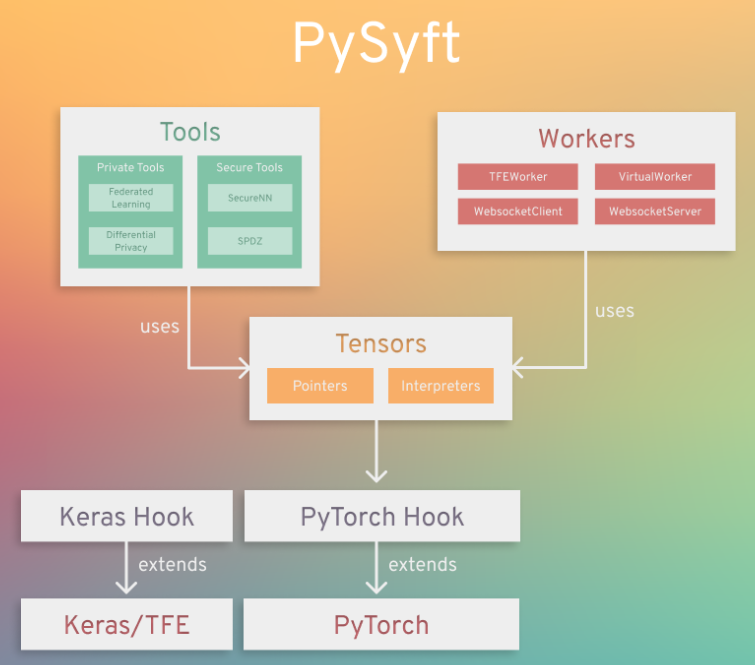 PySyft
Tools
Private Tools
Federated
Learning
Differential
Privacy
Secure Tools
SecureNN
SPDZ
Workers
TFEWorker
VirtualWorker
WebsocketClient
WebsocketServer
uses
uses
Tensors
Pointers
Interpreters
Keras Hook
PyTorch Hook
extends
extends
Keras/TFE
PyTorch